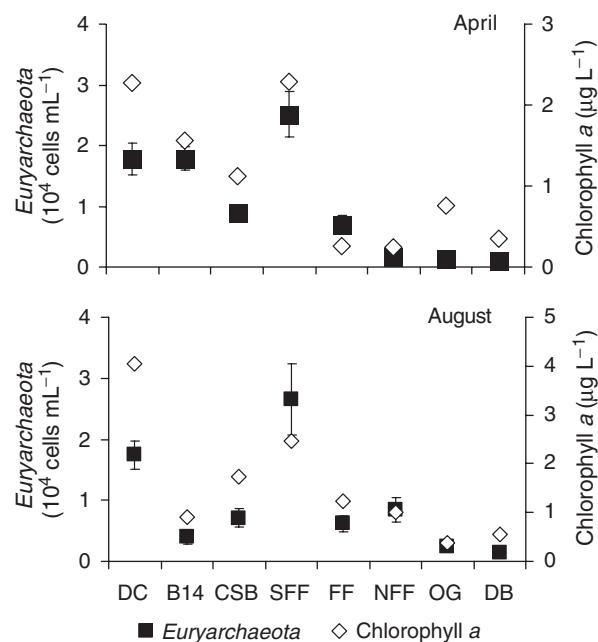 April
4
3
2
1
0
Euryarchaeota
(10⁴ cells mL⁻¹)
3
2
1
0
Chlorophyll a (µg L⁻¹)
August
4
3
2
1
0
Euryarchaeota
(10⁴ cells mL⁻¹)
5
4
3
2
1
0
Chlorophyll a (µg L⁻¹)
DC B14 CSB SFF FF NFF OG DB
Euryarchaeota Chlorophyll a